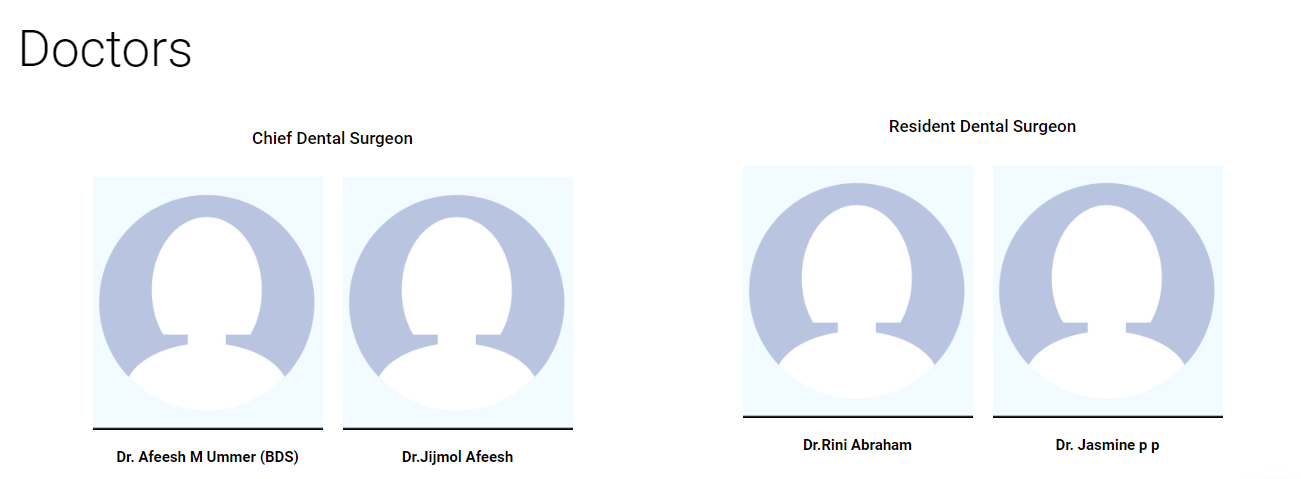 Doctors
Chief Dental Surgeon
Dr. Afeesh M Ummer (BDS)
Dr.Jijmol Afeesh
Resident Dental Surgeon
Dr.Rini Abraham
Dr. Jasmine p p